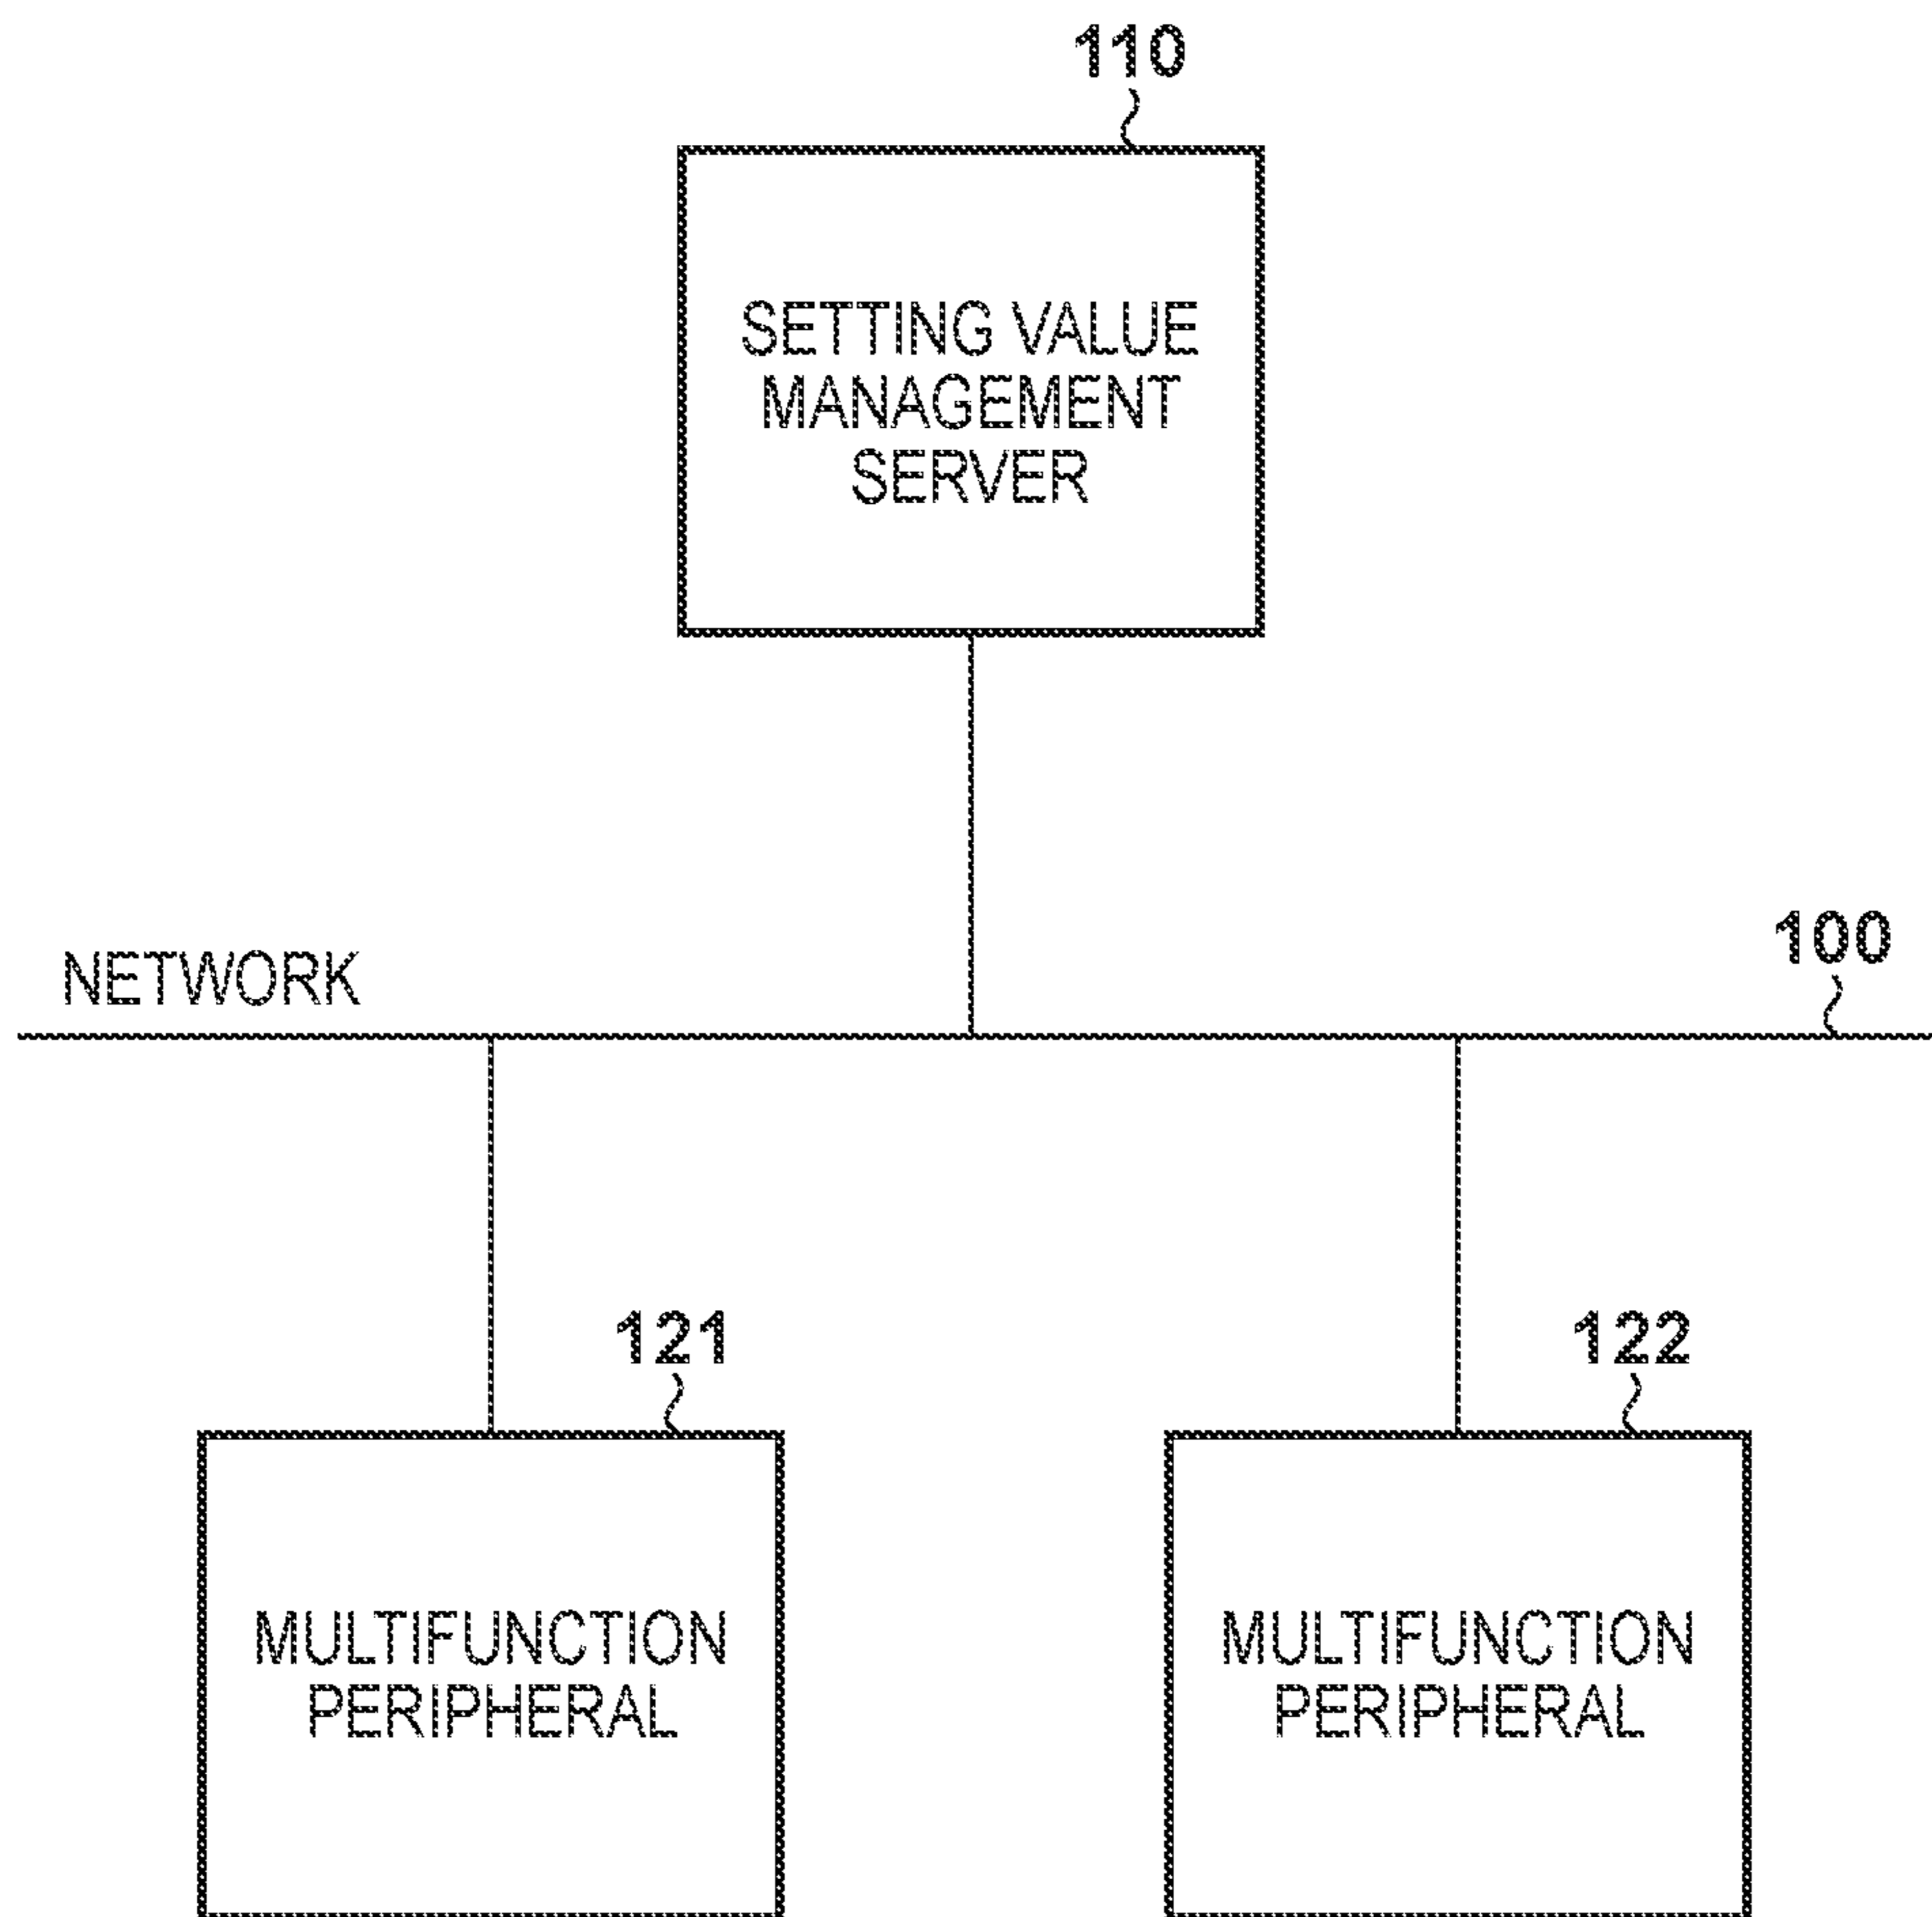 110
SETTING VALUE
MANAGEMENT
SERVER
NETWORK
100
121
122
MULTIFUNCTION
PERIPHERAL
MULTIFUNCTION
PERIPHERAL